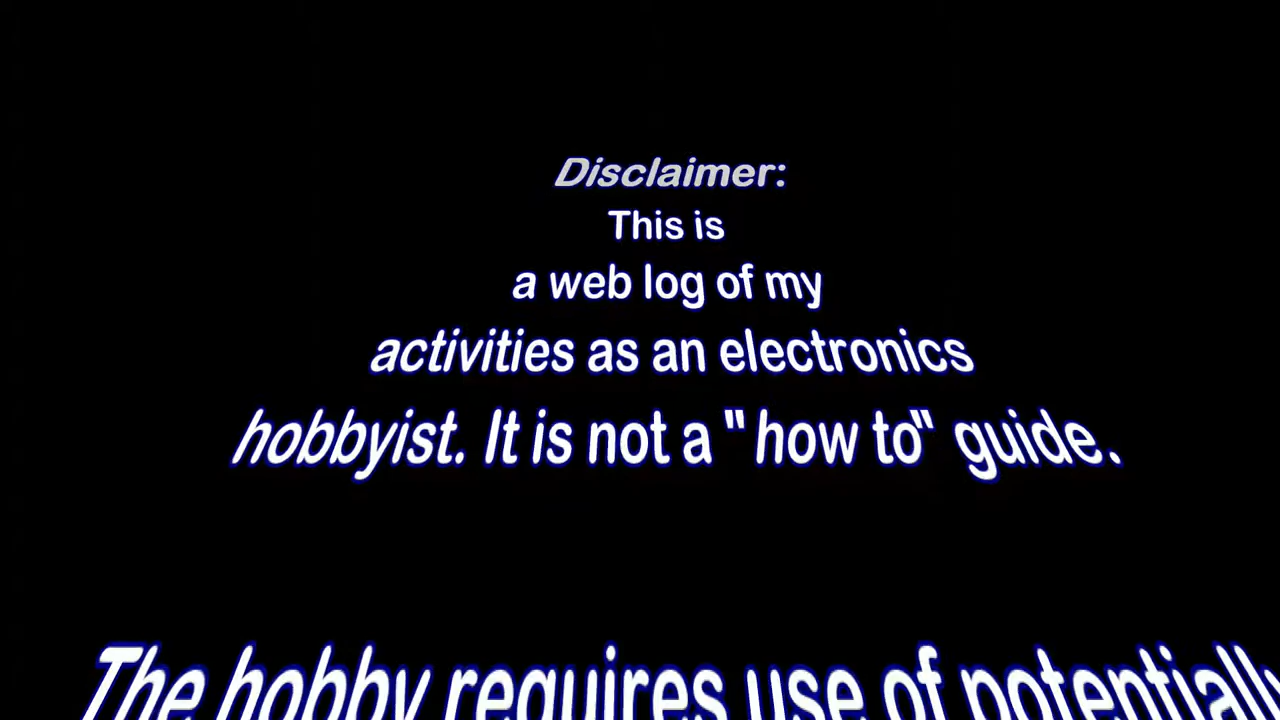 Disclaimer:
This is
a web log of my
activities as an electronics
hobbyist. It is not a "how to" guide.
The hobby requires use of potentially